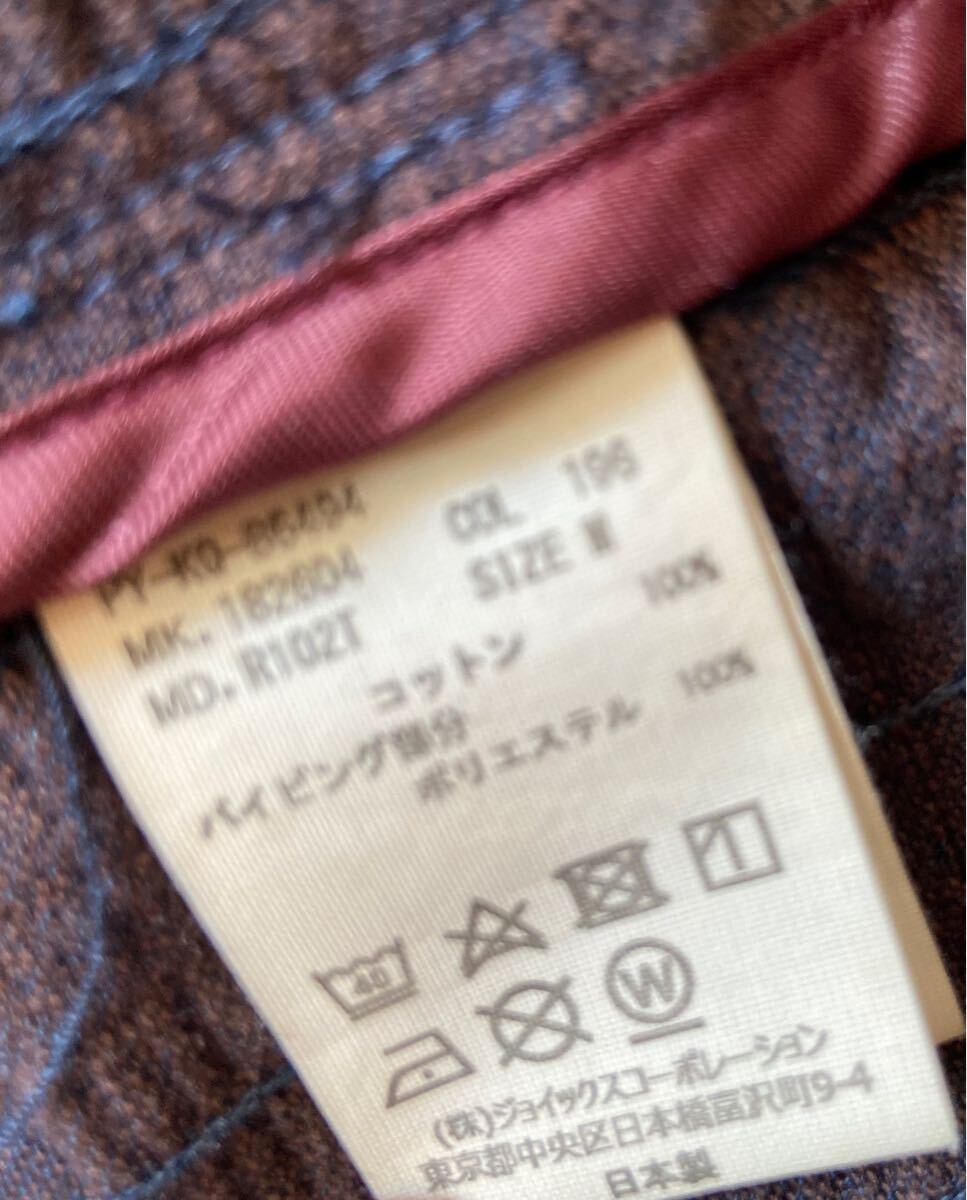 PY-K0-85494 COL 196
MK. 182604 SIZE M
MD. R102T
コットン 100%
パイピング部分
ポリエステル 100%
40
W
(株)ジョイックスコーポレーション
東京都中央区日本橋富沢町9-4
日本製